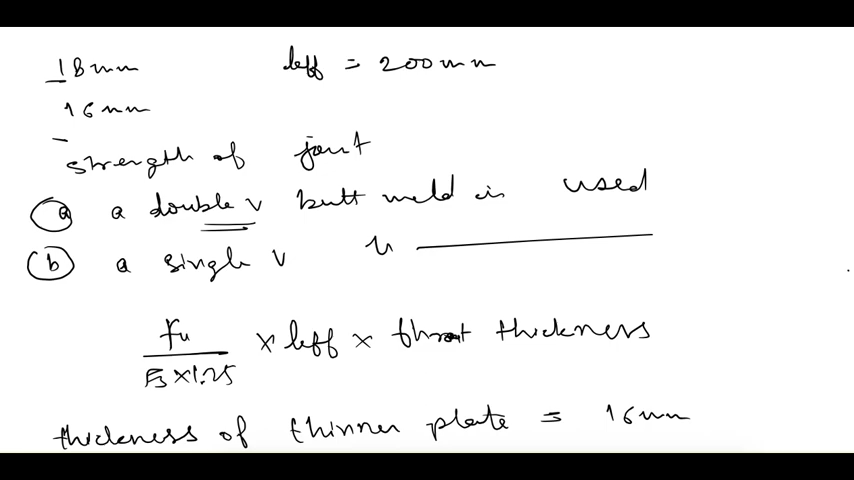 18mm leff = 200mm
16mm
strength of joint
(a) a double v butt weld is used
(b) a single v u ———
fu / √3 x 1.25 x leff x throat thickness
thickness of thinner plate = 16mm